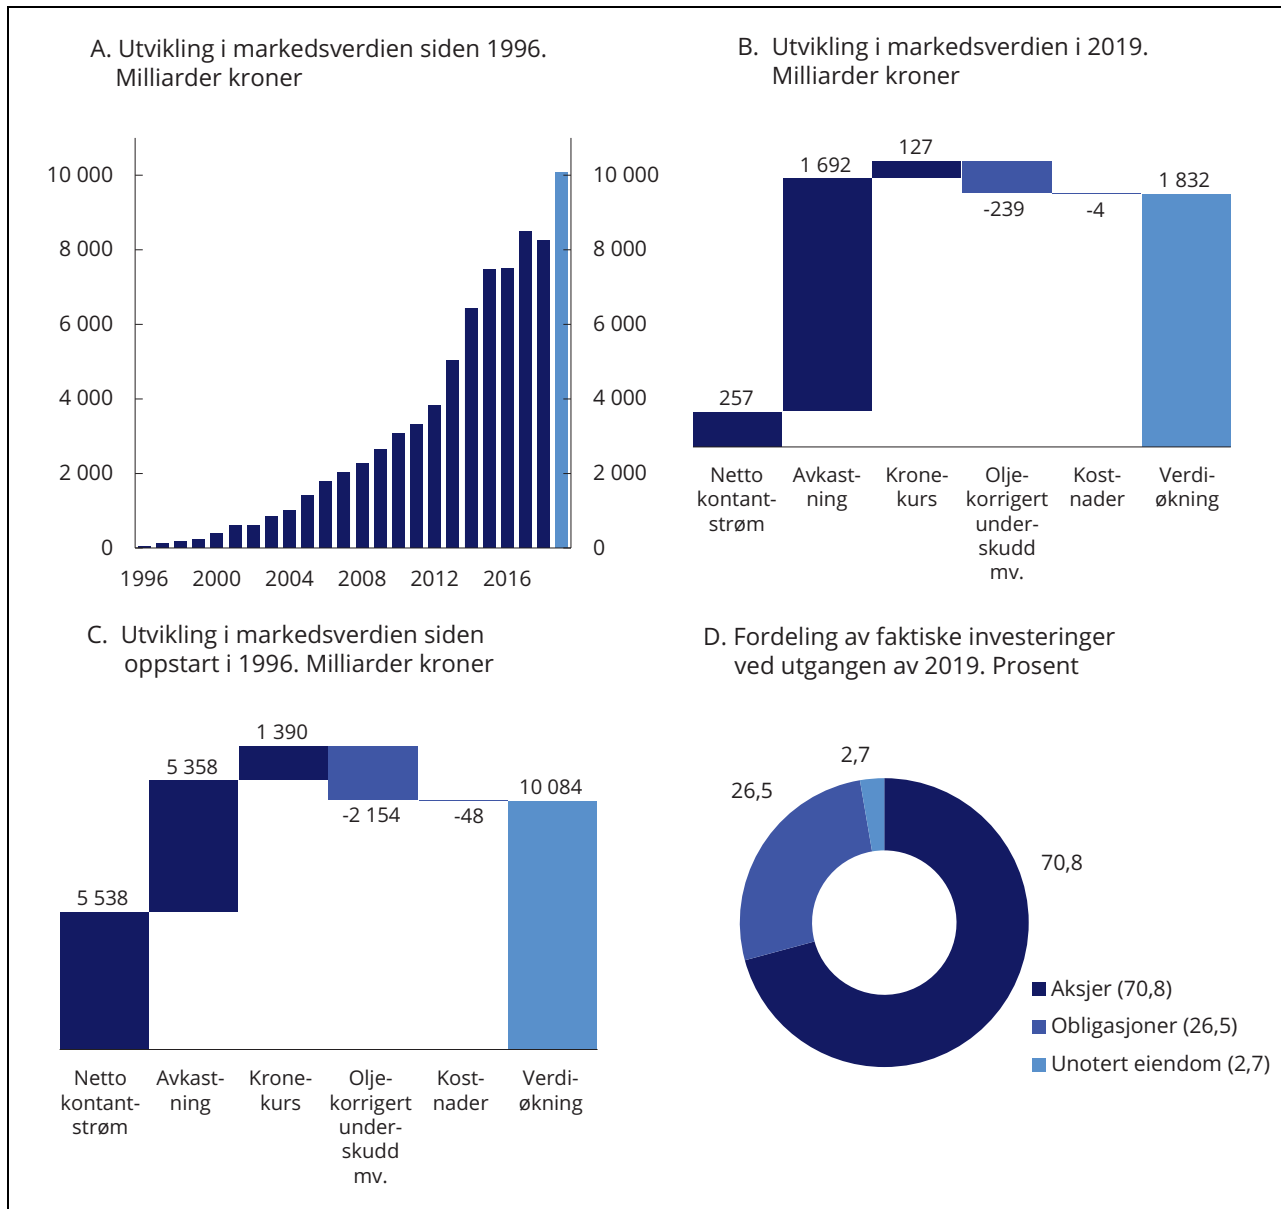 A. Utvikling i markedsverdien siden 1996.
Milliarder kroner
10 000
8 000
6 000
4 000
2 000
0
10 000
8 000
6 000
4 000
2 000
0
1996
2000
2004
2008
2012
2016
B. Utvikling i markedsverdien i 2019.
Milliarder kroner
257
1 692
127
-239
-4
1 832
Netto
kontant-
strøm
Avkast-
ning
Krone-
kurs
Olje-
korrigert
under-
skudd
mv.
Kost-
nader
Verdi-
økning
C. Utvikling i markedsverdien siden
oppstart i 1996. Milliarder kroner
5 538
5 358
1 390
-2 154
-48
10 084
Netto
kontant-
strøm
Avkast-
ning
Krone-
kurs
Olje-
korrigert
under-
skudd
mv.
Kost-
nader
Verdi-
økning
D. Fordeling av faktiske investeringer
ved utgangen av 2019. Prosent
2,7
26,5
70,8
Aksjer (70,8)
Obligasjoner (26,5)
Unotert eiendom (2,7)